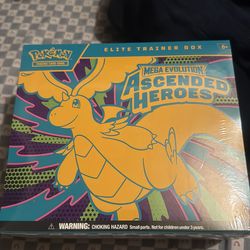 Pokémon
TRADING CARD GAME
ELITE TRAINER BOX
6+
MEGA EVOLUTION
ASCENDED
HEROES
WARNING: CHOKING HAZARD Small parts. Not for children under 3 years.